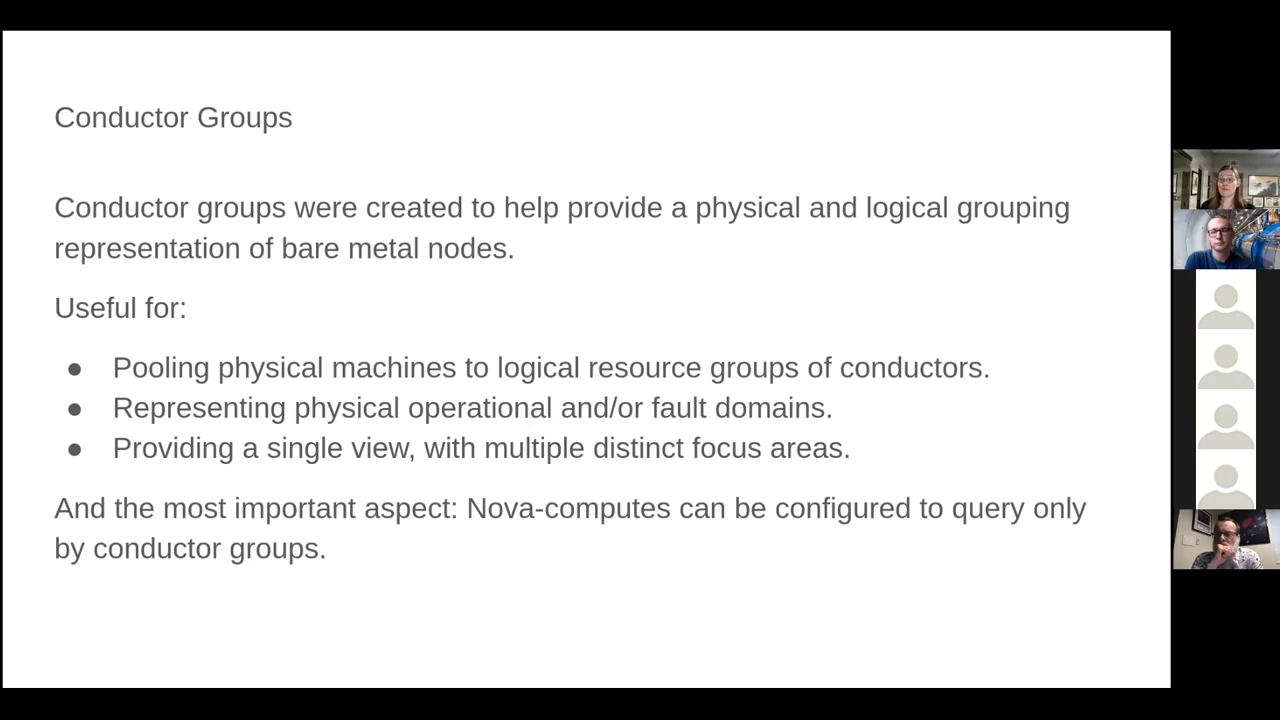 Conductor Groups
Conductor groups were created to help provide a physical and logical grouping
representation of bare metal nodes.
Useful for:
● Pooling physical machines to logical resource groups of conductors.
● Representing physical operational and/or fault domains.
● Providing a single view, with multiple distinct focus areas.
And the most important aspect: Nova-computes can be configured to query only
by conductor groups.